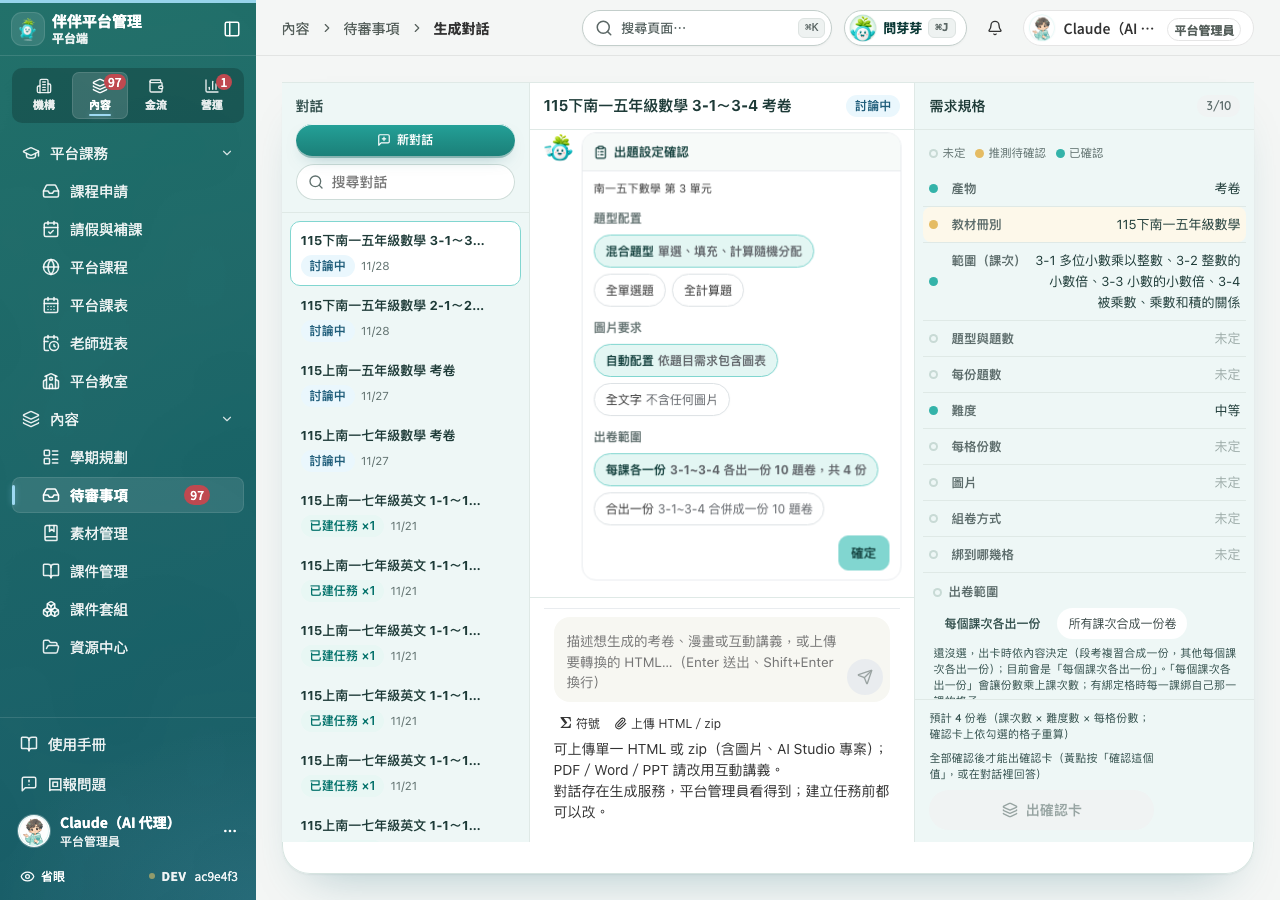 伴伴平台管理
平台端
機構
97
內容
金流
1
營運
平台課務
課程申請
請假與補課
平台課程
平台課表
老師班表
平台教室
內容
學期規劃
待審事項
97
素材管理
課件管理
課件套組
資源中心
使用手冊
回報問題
Claude（AI 代理）
平台管理員
省眼
DEV ac9e4f3
內容
待審事項
生成對話
搜尋頁面…
⌘K
問芽芽
⌘J
Claude（AI …
平台管理員
對話
新對話
搜尋對話
115下南一五年級數學 3-1～3...
討論中 11/28
115下南一五年級數學 2-1～2...
討論中 11/28
115上南一五年級數學 考卷
討論中 11/27
115上南一七年級數學 考卷
討論中 11/27
115上南一七年級英文 1-1～1...
已建任務 ×1 11/21
115上南一七年級英文 1-1～1...
已建任務 ×1 11/21
115上南一七年級英文 1-1～1...
已建任務 ×1 11/21
115上南一七年級英文 1-1～1...
已建任務 ×1 11/21
115上南一七年級英文 1-1～1...
已建任務 ×1 11/21
115上南一七年級英文 1-1～1...
115下南一五年級數學 3-1～3-4 考卷
討論中
出題設定確認
南一五下數學 第 3 單元
題型配置
混合題型 單選、填充、計算隨機分配
全單選題
全計算題
圖片要求
自動配置 依題目需求包含圖表
全文字 不含任何圖片
出卷範圍
每課各一份 3-1~3-4 各出一份 10 題卷，共 4 份
合出一份 3-1~3-4 合併成一份 10 題卷
確定
描述想生成的考卷、漫畫或互動講義，或上傳
要轉換的 HTML…（Enter 送出、Shift+Enter
換行）
Σ 符號
上傳 HTML / zip
可上傳單一 HTML 或 zip（含圖片、AI Studio 專案）；
PDF / Word / PPT 請改用互動講義。
對話存在生成服務，平台管理員看得到；建立任務前都
可以改。
需求規格
3/10
未定
推測待確認
已確認
產物
考卷
教材冊別
115下南一五年級數學
範圍（課次）
3-1 多位小數乘以整數、3-2 整數的
小數倍、3-3 小數的小數倍、3-4
被乘數、乘數和積的關係
題型與題數
未定
每份題數
未定
難度
中等
每格份數
未定
圖片
未定
組卷方式
未定
綁到哪幾格
未定
出卷範圍
每個課次各出一份
所有課次合成一份卷
還沒選，出卡時依內容決定（段考複習合成一份，其他每個課
次各出一份）；目前會是「每個課次各出一份」。「每個課次各
出一份」會讓份數乘上課次數；有綁定格時每一課綁自己那一
預計 4 份卷（課次數 × 難度數 × 每格份數；
確認卡上依勾選的格子重算）
全部確認後才能出確認卡（黃點按「確認這個
值」，或在對話裡回答）
出確認卡